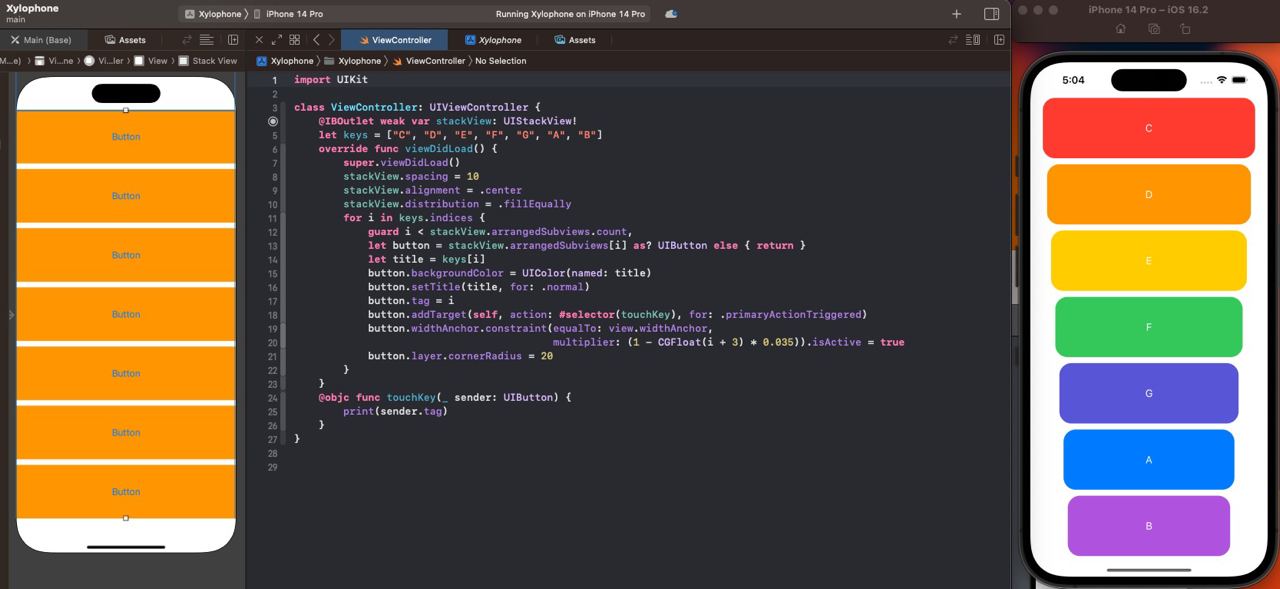 Xylophone
main
Xylophone 〉 iPhone 14 Pro
Running Xylophone on iPhone 14 Pro
iPhone 14 Pro – iOS 16.2
Main (Base)
Assets
ViewController
Xylophone
Assets
M...e) 〉 Vi...ne 〉 Vi...ler 〉 View 〉 Stack View
Xylophone 〉 Xylophone 〉 ViewController 〉 No Selection
Button
Button
Button
Button
Button
Button
Button
1 import UIKit
2
3 class ViewController: UIViewController {
@IBOutlet weak var stackView: UIStackView!
5 let keys = ["C", "D", "E", "F", "G", "A", "B"]
6 override func viewDidLoad() {
7 super.viewDidLoad()
8 stackView.spacing = 10
9 stackView.alignment = .center
10 stackView.distribution = .fillEqually
11 for i in keys.indices {
12 guard i < stackView.arrangedSubviews.count,
13 let button = stackView.arrangedSubviews[i] as? UIButton else { return }
14 let title = keys[i]
15 button.backgroundColor = UIColor(named: title)
16 button.setTitle(title, for: .normal)
17 button.tag = i
18 button.addTarget(self, action: #selector(touchKey), for: .primaryActionTriggered)
19 button.widthAnchor.constraint(equalTo: view.widthAnchor,
20 multiplier: (1 - CGFloat(i + 3) * 0.035)).isActive = true
21 button.layer.cornerRadius = 20
22 }
23 }
24 @objc func touchKey(_ sender: UIButton) {
25 print(sender.tag)
26 }
27 }
28
29
5:04
C
D
E
F
G
A
B